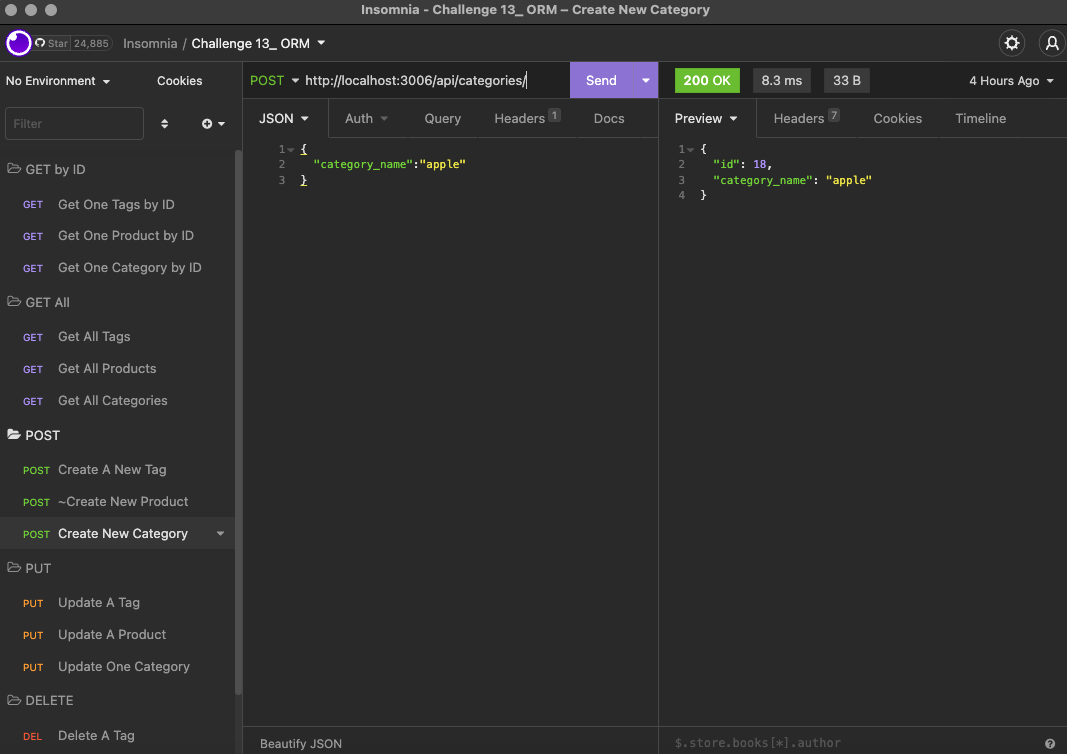 Insomnia - Challenge 13_ ORM – Create New Category
Star 24,885 Insomnia / Challenge 13_ ORM
No Environment Cookies
Filter
GET by ID
GET Get One Tags by ID
GET Get One Product by ID
GET Get One Category by ID
GET All
GET Get All Tags
GET Get All Products
GET Get All Categories
POST
POST Create A New Tag
POST ~Create New Product
POST Create New Category
PUT
PUT Update A Tag
PUT Update A Product
PUT Update One Category
DELETE
DEL Delete A Tag
POST http://localhost:3006/api/categories/ Send
JSON Auth Query Headers 1 Docs
1 {
2 "category_name":"apple"
3 }
Beautify JSON
200 OK 8.3 ms 33 B 4 Hours Ago
Preview Headers 7 Cookies Timeline
1 {
2 "id": 18,
3 "category_name": "apple"
4 }
$.store.books[*].author